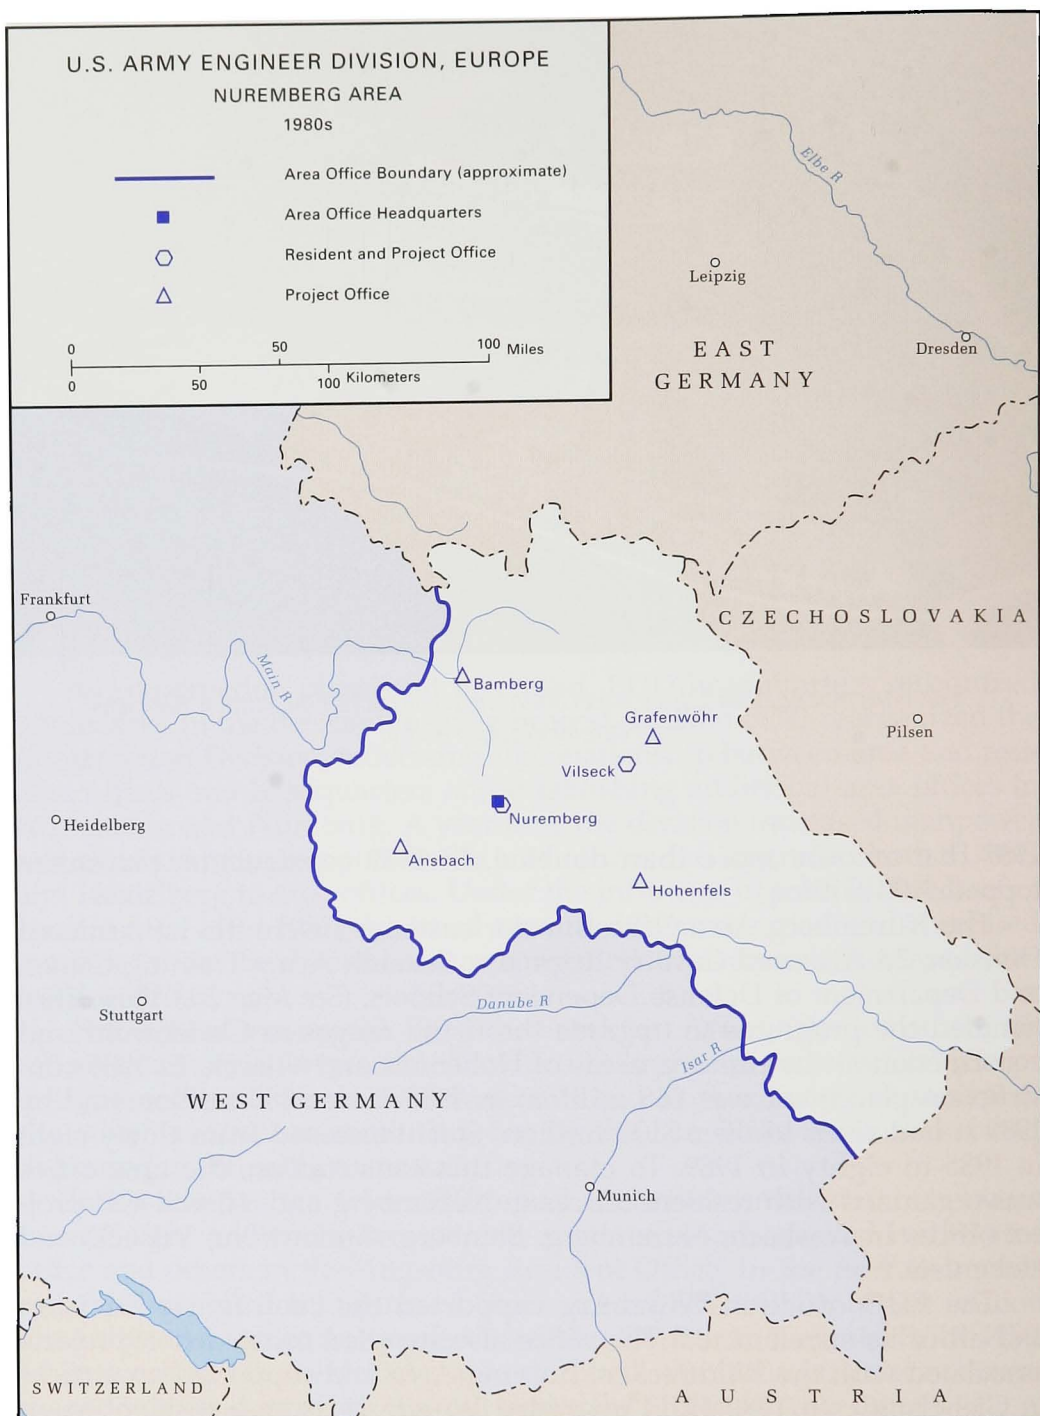 U.S. ARMY ENGINEER DIVISION, EUROPE
NUREMBERG AREA
1980s
Area Office Boundary (approximate)
Area Office Headquarters
Resident and Project Office
Project Office
0 50 100 Miles
0 50 100 Kilometers
Elbe R
Leipzig
Dresden
EAST
GERMANY
Frankfurt
CZECHOSLOVAKIA
Main R
Bamberg
Grafenwöhr
Pilsen
Vilseck
Nuremberg
Heidelberg
Ansbach
Hohenfels
Danube R
Stuttgart
Isar R
WEST GERMANY
Munich
SWITZERLAND
AUSTRIA